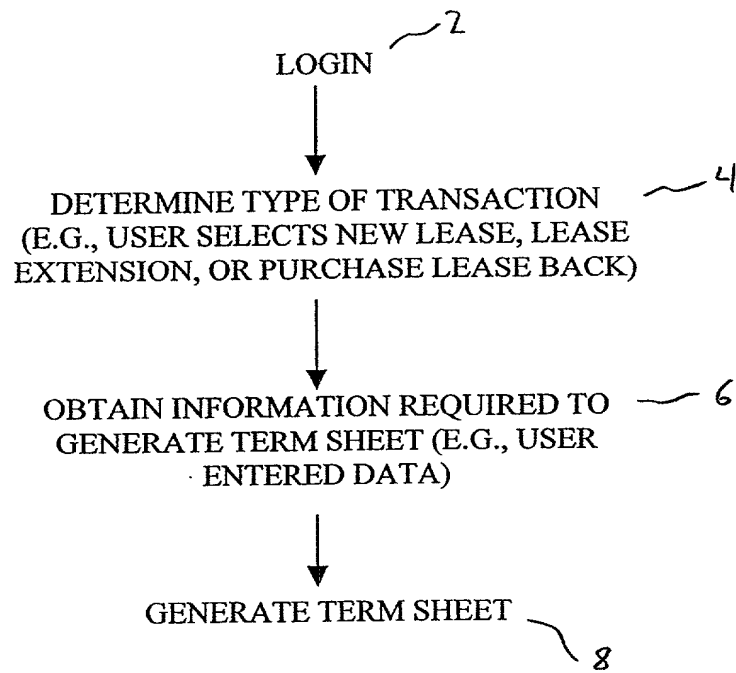 LOGIN
2
DETERMINE TYPE OF TRANSACTION
4
(E.G., USER SELECTS NEW LEASE, LEASE
EXTENSION, OR PURCHASE LEASE BACK)
OBTAIN INFORMATION REQUIRED TO
6
GENERATE TERM SHEET (E.G., USER
ENTERED DATA)
GENERATE TERM SHEET
8